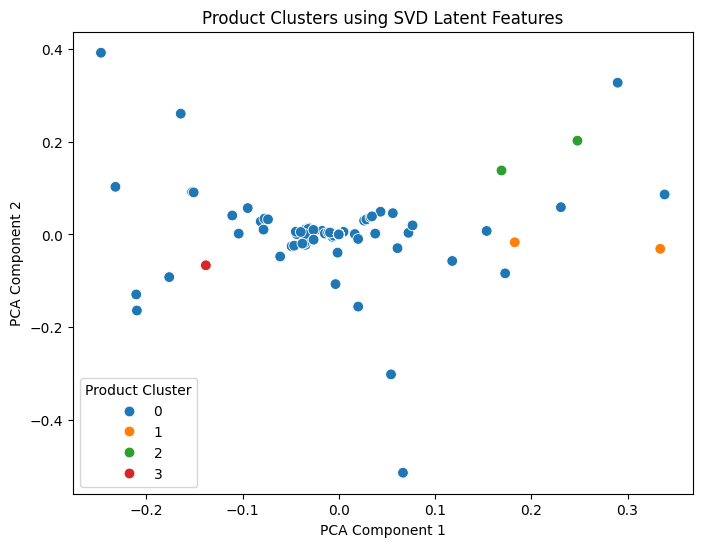 Product Clusters using SVD Latent Features
0.4
0.2
0.0
−0.2
−0.4
PCA Component 2
Product Cluster
0
1
2
3
−0.2 −0.1 0.0 0.1 0.2 0.3
PCA Component 1